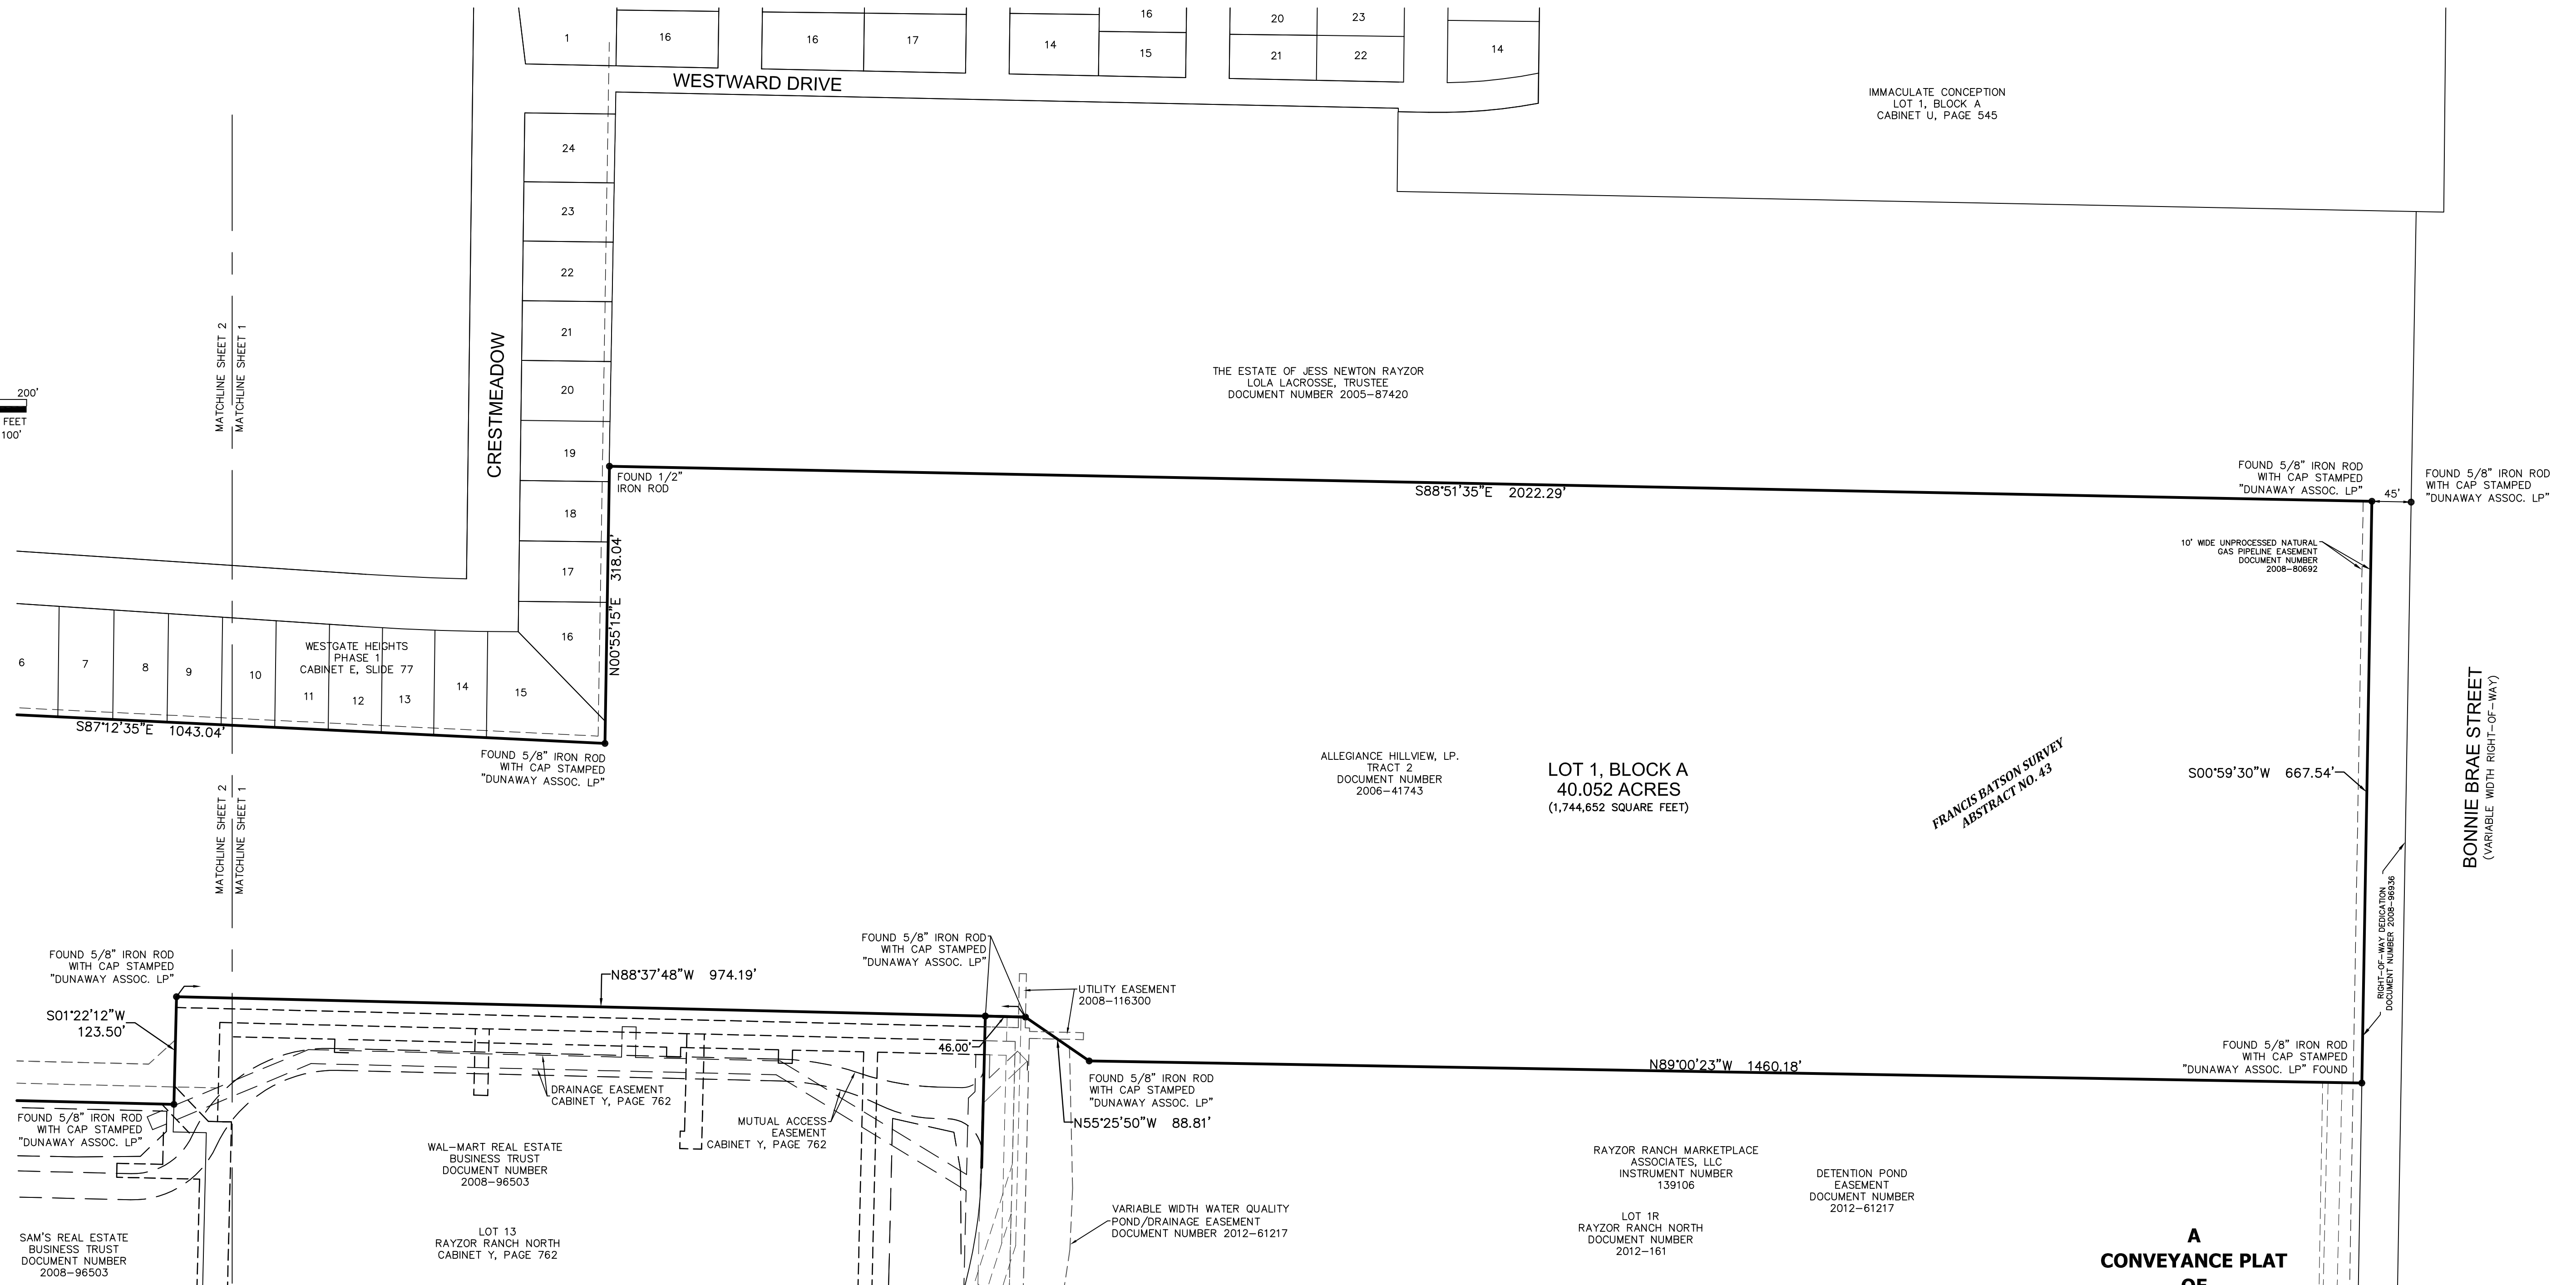 1
16
16
17
14
16
15
20
23
21
22
14
WESTWARD DRIVE
IMMACULATE CONCEPTION
LOT 1, BLOCK A
CABINET U, PAGE 545
24
23
22
21
20
19
18
17
16
CRESTMEADOW
MATCHLINE SHEET 2
MATCHLINE SHEET 1
200'
FEET
100'
THE ESTATE OF JESS NEWTON RAYZOR
LOLA LACROSSE, TRUSTEE
DOCUMENT NUMBER 2005-87420
FOUND 1/2"
IRON ROD
S88°51'35"E 2022.29'
FOUND 5/8" IRON ROD
WITH CAP STAMPED
"DUNAWAY ASSOC. LP"
45'
FOUND 5/8" IRON ROD
WITH CAP STAMPED
"DUNAWAY ASSOC. LP"
10' WIDE UNPROCESSED NATURAL
GAS PIPELINE EASEMENT
DOCUMENT NUMBER
2008-80692
N00°55'15"E 318.04'
6
7
8
9
10
11
12
13
14
15
WESTGATE HEIGHTS
PHASE 1
CABINET E, SLIDE 77
S87°12'35"E 1043.04'
FOUND 5/8" IRON ROD
WITH CAP STAMPED
"DUNAWAY ASSOC. LP"
MATCHLINE SHEET 2
MATCHLINE SHEET 1
ALLEGIANCE HILLVIEW, LP.
TRACT 2
DOCUMENT NUMBER
2006-41743
LOT 1, BLOCK A
40.052 ACRES
(1,744,652 SQUARE FEET)
FRANCIS BATSON SURVEY
ABSTRACT NO. 43
S00°59'30"W 667.54'
BONNIE BRAE STREET
(VARIABLE WIDTH RIGHT-OF-WAY)
RIGHT-OF-WAY DEDICATION
DOCUMENT NUMBER 2008-96936
FOUND 5/8" IRON ROD
WITH CAP STAMPED
"DUNAWAY ASSOC. LP"
S01°22'12"W
123.50'
N88°37'48"W 974.19'
FOUND 5/8" IRON ROD
WITH CAP STAMPED
"DUNAWAY ASSOC. LP"
UTILITY EASEMENT
2008-116300
46.00'
FOUND 5/8" IRON ROD
WITH CAP STAMPED
"DUNAWAY ASSOC. LP"
N55°25'50"W 88.81'
N89°00'23"W 1460.18'
FOUND 5/8" IRON ROD
WITH CAP STAMPED
"DUNAWAY ASSOC. LP" FOUND
FOUND 5/8" IRON ROD
WITH CAP STAMPED
"DUNAWAY ASSOC. LP"
DRAINAGE EASEMENT
CABINET Y, PAGE 762
MUTUAL ACCESS
EASEMENT
CABINET Y, PAGE 762
WAL-MART REAL ESTATE
BUSINESS TRUST
DOCUMENT NUMBER
2008-96503
LOT 13
RAYZOR RANCH NORTH
CABINET Y, PAGE 762
SAM'S REAL ESTATE
BUSINESS TRUST
DOCUMENT NUMBER
2008-96503
VARIABLE WIDTH WATER QUALITY
POND/DRAINAGE EASEMENT
DOCUMENT NUMBER 2012-61217
RAYZOR RANCH MARKETPLACE
ASSOCIATES, LLC
INSTRUMENT NUMBER
139106
LOT 1R
RAYZOR RANCH NORTH
DOCUMENT NUMBER
2012-161
DETENTION POND
EASEMENT
DOCUMENT NUMBER
2012-61217
A
CONVEYANCE PLAT
OF